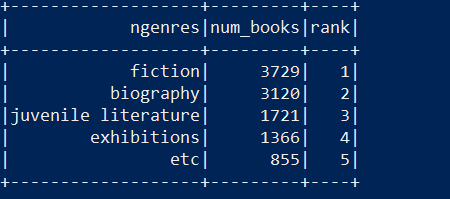 +-------------------+---------+----+
|            ngenres|num_books|rank|
+-------------------+---------+----+
|            fiction|     3729|   1|
|          biography|     3120|   2|
|juvenile literature|     1721|   3|
|        exhibitions|     1366|   4|
|                etc|      855|   5|
+-------------------+---------+----+